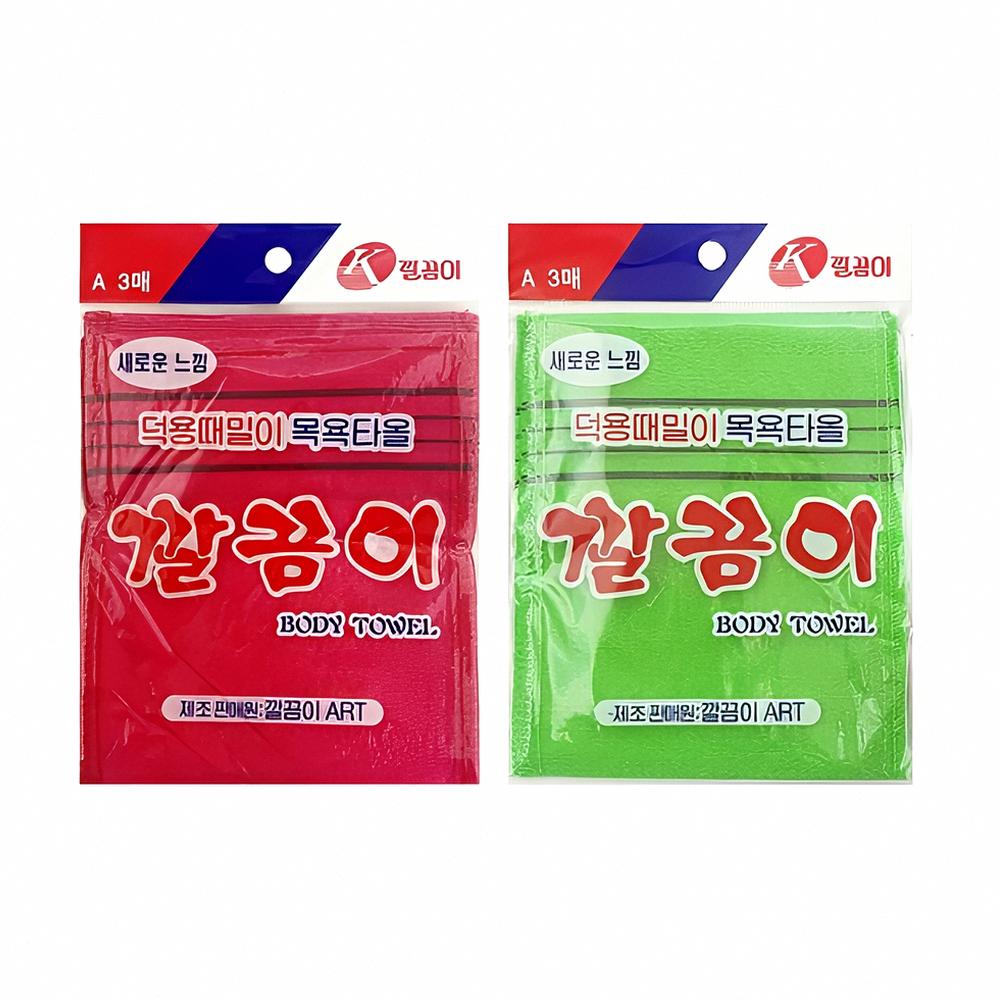 A 3매
K 깔끔이
새로운 느낌
덕용때밀이 목욕타올
깔끔이
BODY TOWEL
제조판매원:깔끔이 ART
A 3매
K 깔끔이
새로운 느낌
덕용때밀이 목욕타올
깔끔이
BODY TOWEL
제조판매원:깔끔이 ART